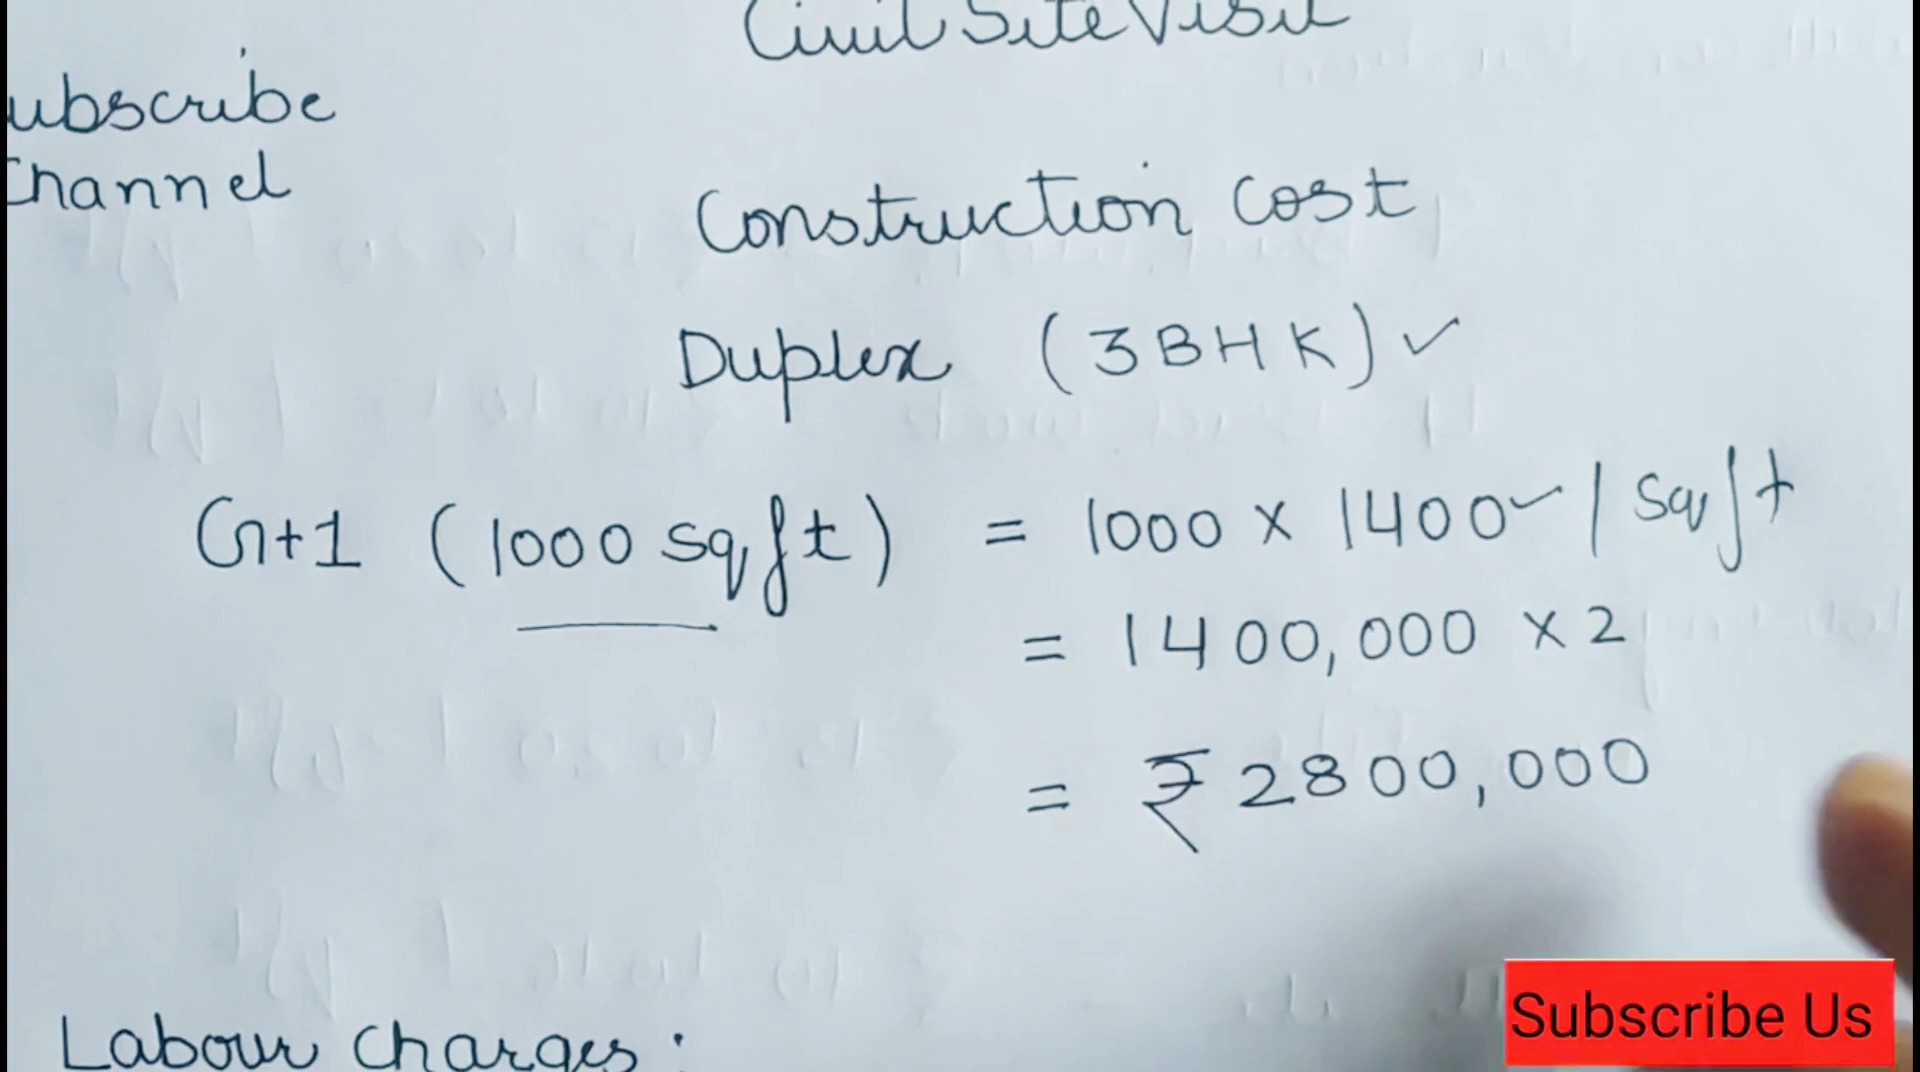 Civil Site Visit
ubscribe
Channel
Construction Cost
Duplex (3BHK) ✓
G+1 (1000 sqft) = 1000 x 1400 / Sqft
= 1400,000 x 2
= ₹ 2800,000
Labour charges:
Subscribe Us